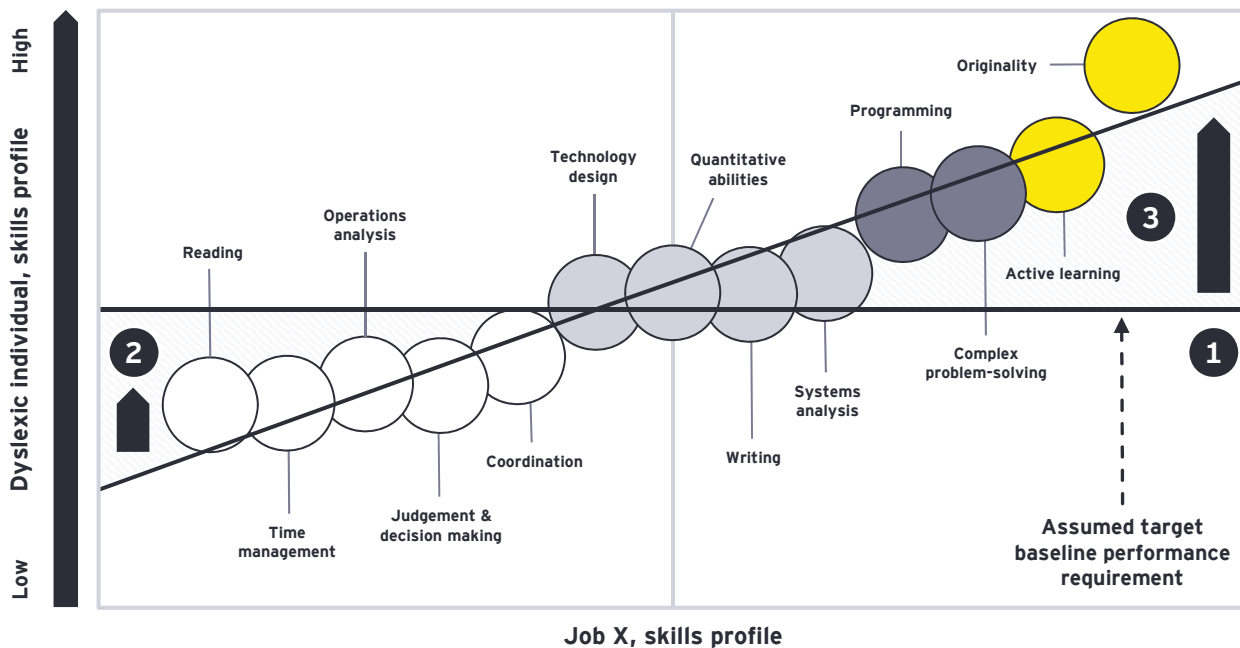 High
Dyslexic individual, skills profile
Low
Originality
Programming
Technology
design
Quantitative
abilities
Operations
analysis
Reading
3
Active learning
2
1
Complex
problem-solving
Systems
analysis
Writing
Coordination
Judgement &
decision making
Time
management
Assumed target
baseline performance
requirement
Job X, skills profile